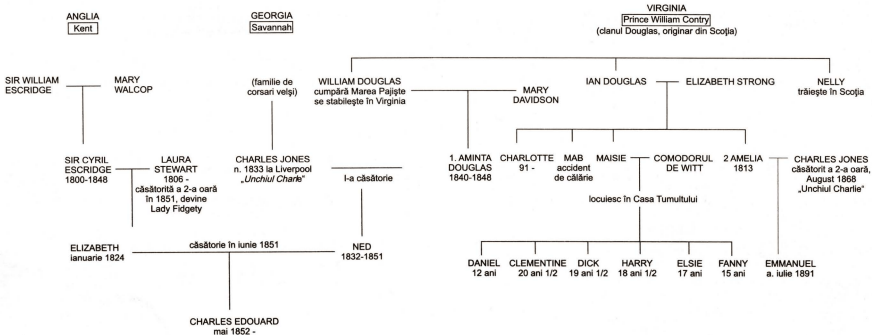 ANGLIA
Kent
GEORGIA
Savannah
VIRGINIA
Prince William Contry
(clanul Douglas, originar din Scoția)
SIR WILLIAM
ESCRIDGE
MARY
WALCOP
(familie de
corsari velși)
WILLIAM DOUGLAS
cumpără Marea Pajiște
se stabilește în Virginia
MARY
DAVIDSON
IAN DOUGLAS
ELIZABETH STRONG
NELLY
trăiește în Scoția
SIR CYRIL
ESCRIDGE
1800-1848
LAURA
STEWART
1806 -
căsătorită a 2-a oară
în 1851, devine
Lady Fidgety
CHARLES JONES
n. 1833 la Liverpool
„Unchiul Charlie”
I-a căsătorie
1. AMINTA
DOUGLAS
1840-1848
CHARLOTTE
91 -
MAB
accident
de călărie
MAISIE
COMODORUL
DE WITT
2 AMELIA
1813
CHARLES JONES
căsătorit a 2-a oară,
August 1868
„Unchiul Charlie”
locuiesc în Casa Tumultului
ELIZABETH
ianuarie 1824
căsătorie în iunie 1851
NED
1832-1851
DANIEL
12 ani
CLEMENTINE
20 ani 1/2
DICK
19 ani 1/2
HARRY
18 ani 1/2
ELSIE
17 ani
FANNY
15 ani
EMMANUEL
a. iulie 1891
CHARLES EDOUARD
mai 1852 -